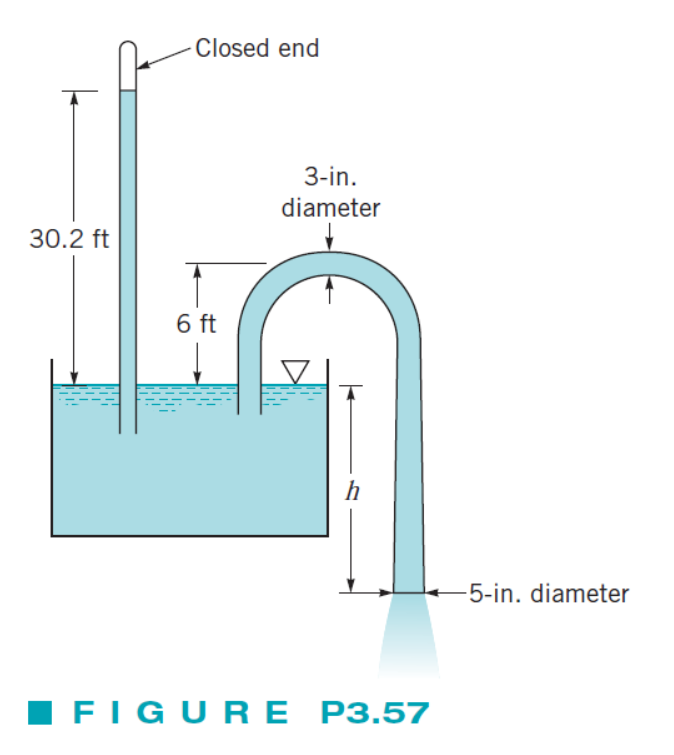 Closed end
3-in.
diameter
30.2 ft
6 ft
h
5-in. diameter
FIGURE P3.57